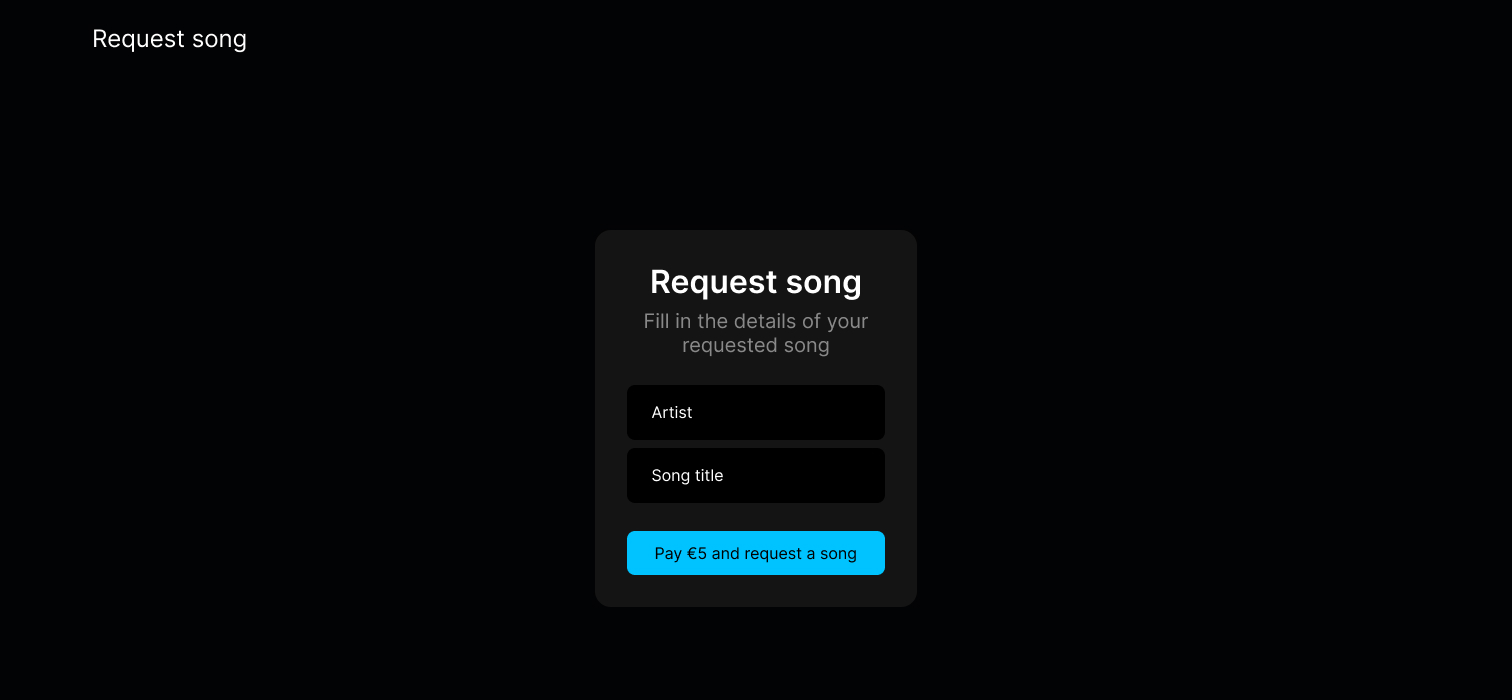 Request song
Request song
Fill in the details of your
requested song
Artist
Song title
Pay €5 and request a song